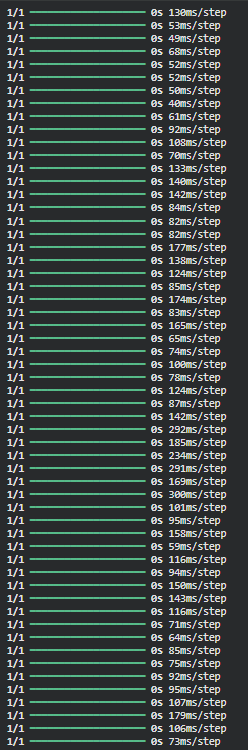 1/1 ━━━━━━━━━━━━━━━━━━━━ 0s 130ms/step
1/1 ━━━━━━━━━━━━━━━━━━━━ 0s 53ms/step
1/1 ━━━━━━━━━━━━━━━━━━━━ 0s 49ms/step
1/1 ━━━━━━━━━━━━━━━━━━━━ 0s 68ms/step
1/1 ━━━━━━━━━━━━━━━━━━━━ 0s 52ms/step
1/1 ━━━━━━━━━━━━━━━━━━━━ 0s 52ms/step
1/1 ━━━━━━━━━━━━━━━━━━━━ 0s 50ms/step
1/1 ━━━━━━━━━━━━━━━━━━━━ 0s 40ms/step
1/1 ━━━━━━━━━━━━━━━━━━━━ 0s 61ms/step
1/1 ━━━━━━━━━━━━━━━━━━━━ 0s 92ms/step
1/1 ━━━━━━━━━━━━━━━━━━━━ 0s 108ms/step
1/1 ━━━━━━━━━━━━━━━━━━━━ 0s 70ms/step
1/1 ━━━━━━━━━━━━━━━━━━━━ 0s 133ms/step
1/1 ━━━━━━━━━━━━━━━━━━━━ 0s 140ms/step
1/1 ━━━━━━━━━━━━━━━━━━━━ 0s 142ms/step
1/1 ━━━━━━━━━━━━━━━━━━━━ 0s 84ms/step
1/1 ━━━━━━━━━━━━━━━━━━━━ 0s 82ms/step
1/1 ━━━━━━━━━━━━━━━━━━━━ 0s 82ms/step
1/1 ━━━━━━━━━━━━━━━━━━━━ 0s 177ms/step
1/1 ━━━━━━━━━━━━━━━━━━━━ 0s 138ms/step
1/1 ━━━━━━━━━━━━━━━━━━━━ 0s 124ms/step
1/1 ━━━━━━━━━━━━━━━━━━━━ 0s 85ms/step
1/1 ━━━━━━━━━━━━━━━━━━━━ 0s 174ms/step
1/1 ━━━━━━━━━━━━━━━━━━━━ 0s 83ms/step
1/1 ━━━━━━━━━━━━━━━━━━━━ 0s 165ms/step
1/1 ━━━━━━━━━━━━━━━━━━━━ 0s 65ms/step
1/1 ━━━━━━━━━━━━━━━━━━━━ 0s 74ms/step
1/1 ━━━━━━━━━━━━━━━━━━━━ 0s 100ms/step
1/1 ━━━━━━━━━━━━━━━━━━━━ 0s 78ms/step
1/1 ━━━━━━━━━━━━━━━━━━━━ 0s 124ms/step
1/1 ━━━━━━━━━━━━━━━━━━━━ 0s 87ms/step
1/1 ━━━━━━━━━━━━━━━━━━━━ 0s 142ms/step
1/1 ━━━━━━━━━━━━━━━━━━━━ 0s 292ms/step
1/1 ━━━━━━━━━━━━━━━━━━━━ 0s 185ms/step
1/1 ━━━━━━━━━━━━━━━━━━━━ 0s 234ms/step
1/1 ━━━━━━━━━━━━━━━━━━━━ 0s 291ms/step
1/1 ━━━━━━━━━━━━━━━━━━━━ 0s 169ms/step
1/1 ━━━━━━━━━━━━━━━━━━━━ 0s 300ms/step
1/1 ━━━━━━━━━━━━━━━━━━━━ 0s 101ms/step
1/1 ━━━━━━━━━━━━━━━━━━━━ 0s 95ms/step
1/1 ━━━━━━━━━━━━━━━━━━━━ 0s 158ms/step
1/1 ━━━━━━━━━━━━━━━━━━━━ 0s 59ms/step
1/1 ━━━━━━━━━━━━━━━━━━━━ 0s 116ms/step
1/1 ━━━━━━━━━━━━━━━━━━━━ 0s 94ms/step
1/1 ━━━━━━━━━━━━━━━━━━━━ 0s 150ms/step
1/1 ━━━━━━━━━━━━━━━━━━━━ 0s 143ms/step
1/1 ━━━━━━━━━━━━━━━━━━━━ 0s 116ms/step
1/1 ━━━━━━━━━━━━━━━━━━━━ 0s 71ms/step
1/1 ━━━━━━━━━━━━━━━━━━━━ 0s 64ms/step
1/1 ━━━━━━━━━━━━━━━━━━━━ 0s 85ms/step
1/1 ━━━━━━━━━━━━━━━━━━━━ 0s 75ms/step
1/1 ━━━━━━━━━━━━━━━━━━━━ 0s 92ms/step
1/1 ━━━━━━━━━━━━━━━━━━━━ 0s 95ms/step
1/1 ━━━━━━━━━━━━━━━━━━━━ 0s 107ms/step
1/1 ━━━━━━━━━━━━━━━━━━━━ 0s 179ms/step
1/1 ━━━━━━━━━━━━━━━━━━━━ 0s 106ms/step
1/1 ━━━━━━━━━━━━━━━━━━━━ 0s 73ms/step